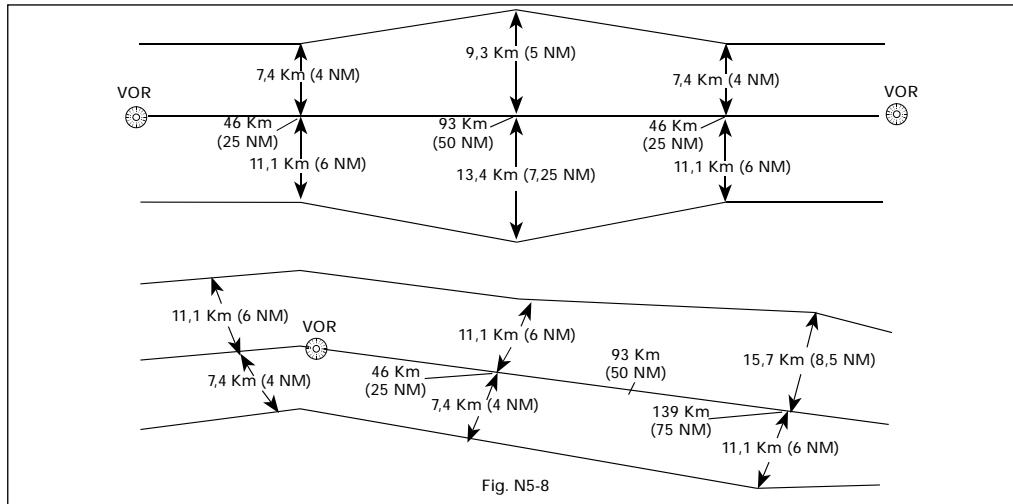 9,3 Km (5 NM)
7,4 Km (4 NM)
7,4 Km (4 NM)
VOR
VOR
46 Km
(25 NM)
93 Km
(50 NM)
46 Km
(25 NM)
11,1 Km (6 NM)
13,4 Km (7,25 NM)
11,1 Km (6 NM)
11,1 Km (6 NM)
VOR
11,1 Km (6 NM)
15,7 Km (8,5 NM)
93 Km
(50 NM)
7,4 Km (4 NM)
46 Km
(25 NM)
7,4 Km (4 NM)
139 Km
(75 NM)
11,1 Km (6 NM)
Fig. N5-8